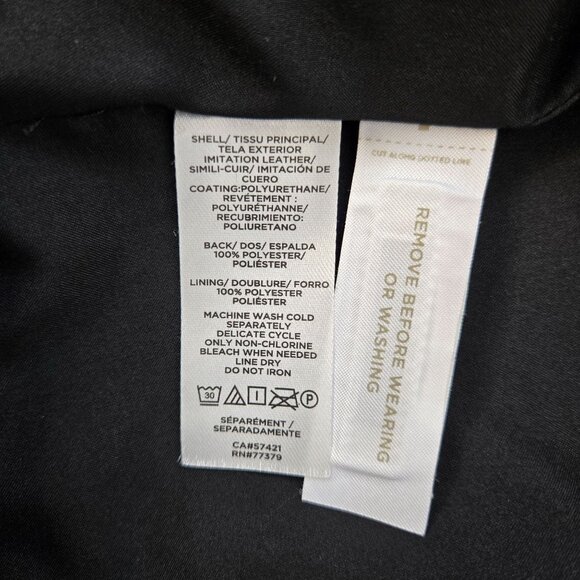 SHELL/ TISSU PRINCIPAL/
TELA EXTERIOR
IMITATION LEATHER/
SIMILI-CUIR/ IMITACIÓN DE
CUERO
COATING:POLYURETHANE/
REVÊTEMENT :
POLYURÉTHANNE/
RECUBRIMIENTO:
POLIURETANO
BACK/ DOS/ ESPALDA
100% POLYESTER/
POLIÉSTER
LINING/ DOUBLURE/ FORRO
100% POLYESTER
POLIÉSTER
MACHINE WASH COLD
SEPARATELY
DELICATE CYCLE
ONLY NON-CHLORINE
BLEACH WHEN NEEDED
LINE DRY
DO NOT IRON
30
P
SÉPARÉMENT /
SEPARADAMENTE
CA#57421
RN#77379
CUT ALONG DOTTED LINE
REMOVE BEFORE WEARING
OR WASHING